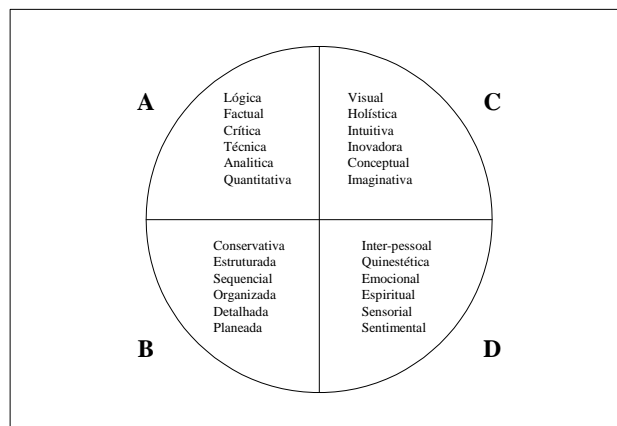 A
Lógica
Factual
Crítica
Técnica
Analitica
Quantitativa
Visual
Holística
Intuitiva
Inovadora
Conceptual
Imaginativa
C
Conservativa
Estruturada
Sequencial
Organizada
Detalhada
Planeada
B
Inter-pessoal
Quinestética
Emocional
Espiritual
Sensorial
Sentimental
D